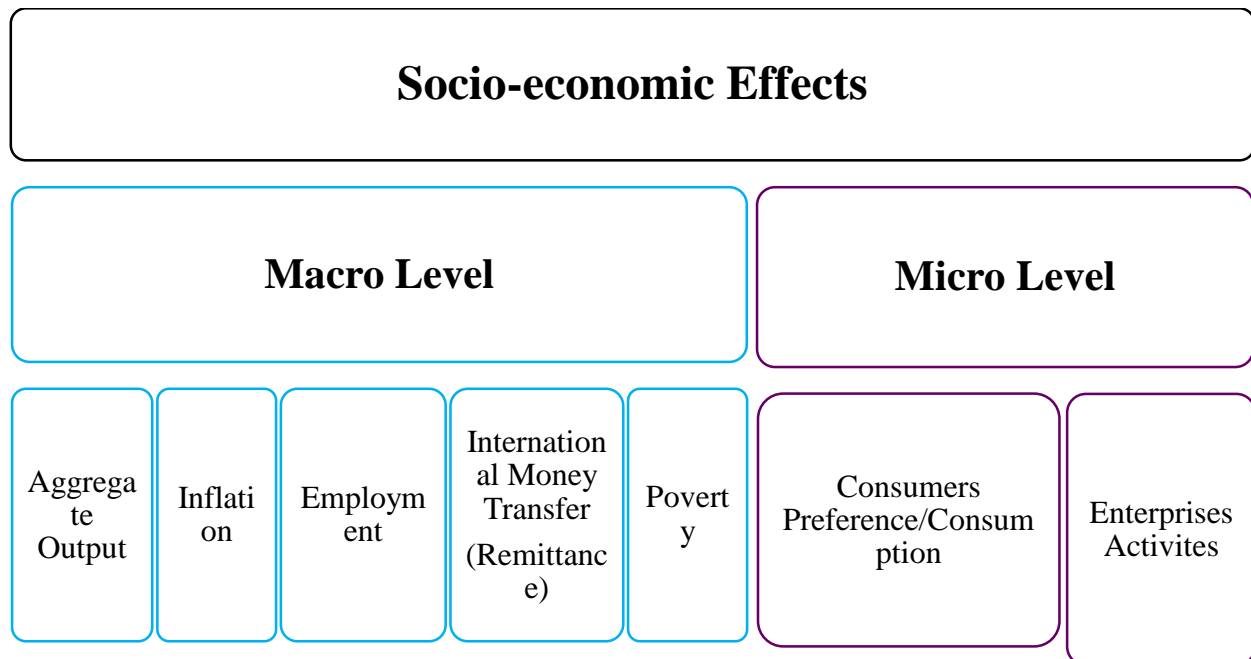 Socio-economic Effects
Macro Level
Micro Level
Aggrega
te
Output
Inflati
on
Employm
ent
Internation
al Money
Transfer
(Remittanc
e)
Povert
y
Consumers
Preference/Consum
ption
Enterprises
Activites